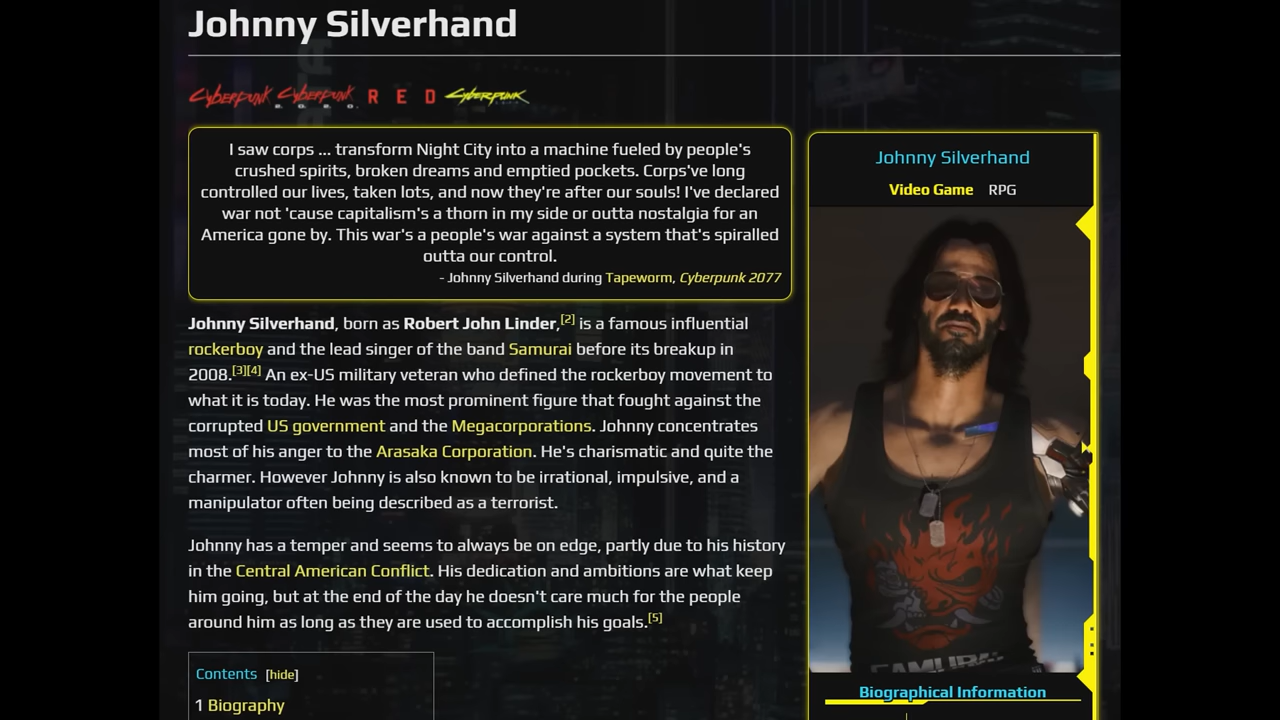 Johnny Silverhand
Cyberpunk Cyberpunk 2.0.2.0. RED Cyberpunk
I saw corps ... transform Night City into a machine fueled by people's
crushed spirits, broken dreams and emptied pockets. Corps've long
controlled our lives, taken lots, and now they're after our souls! I've declared
war not 'cause capitalism's a thorn in my side or outta nostalgia for an
America gone by. This war's a people's war against a system that's spiralled
outta our control.
- Johnny Silverhand during Tapeworm, Cyberpunk 2077
Johnny Silverhand, born as Robert John Linder,[2] is a famous influential
rockerboy and the lead singer of the band Samurai before its breakup in
2008.[3][4] An ex-US military veteran who defined the rockerboy movement to
what it is today. He was the most prominent figure that fought against the
corrupted US government and the Megacorporations. Johnny concentrates
most of his anger to the Arasaka Corporation. He's charismatic and quite the
charmer. However Johnny is also known to be irrational, impulsive, and a
manipulator often being described as a terrorist.
Johnny has a temper and seems to always be on edge, partly due to his history
in the Central American Conflict. His dedication and ambitions are what keep
him going, but at the end of the day he doesn't care much for the people
around him as long as they are used to accomplish his goals.[5]
Contents [hide]
1 Biography
Johnny Silverhand
Video Game RPG
SAMURAI
Biographical Information